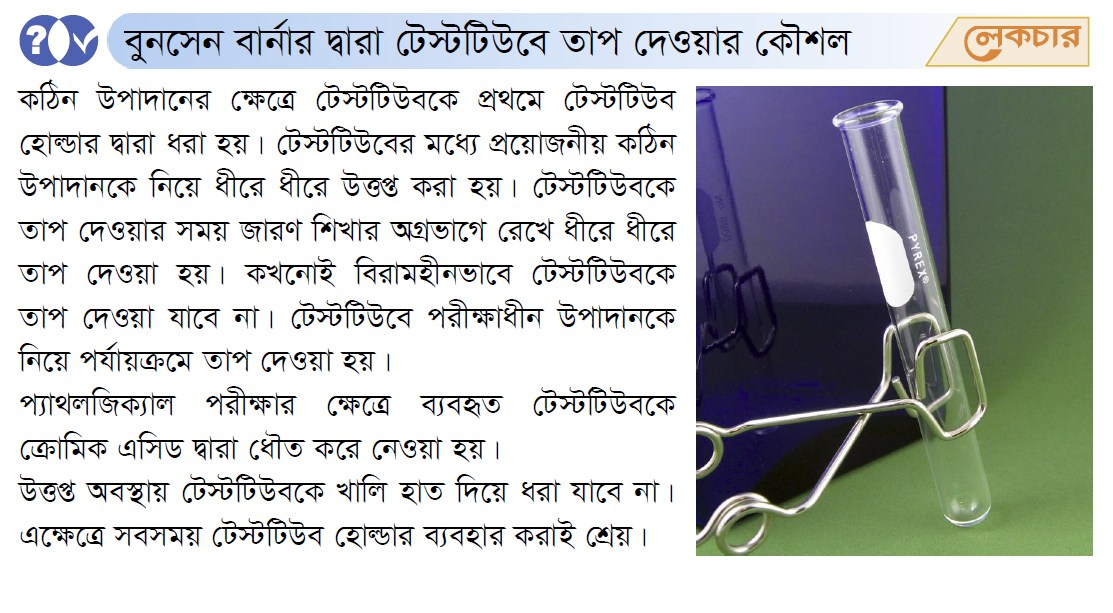 বুনসেন বার্নার দ্বারা টেস্টটিউবে তাপ দেওয়ার কৌশল
লেকচার
কঠিন উপাদানের ক্ষেত্রে টেস্টটিউবকে প্রথমে টেস্টটিউব
হোল্ডার দ্বারা ধরা হয়। টেস্টটিউবের মধ্যে প্রয়োজনীয় কঠিন
উপাদানকে নিয়ে ধীরে ধীরে উত্তপ্ত করা হয়। টেস্টটিউবকে
তাপ দেওয়ার সময় জারণ শিখার অগ্রভাগে রেখে ধীরে ধীরে
তাপ দেওয়া হয়। কখনোই বিরামহীনভাবে টেস্টটিউবকে
তাপ দেওয়া যাবে না। টেস্টটিউবে পরীক্ষাধীন উপাদানকে
নিয়ে পর্যায়ক্রমে তাপ দেওয়া হয়।
প্যাথলজিক্যাল পরীক্ষার ক্ষেত্রে ব্যবহৃত টেস্টটিউবকে
ক্রোমিক এসিড দ্বারা ধৌত করে নেওয়া হয়।
উত্তপ্ত অবস্থায় টেস্টটিউবকে খালি হাত দিয়ে ধরা যাবে না।
এক্ষেত্রে সবসময় টেস্টটিউব হোল্ডার ব্যবহার করাই শ্রেয়।
PYREX®